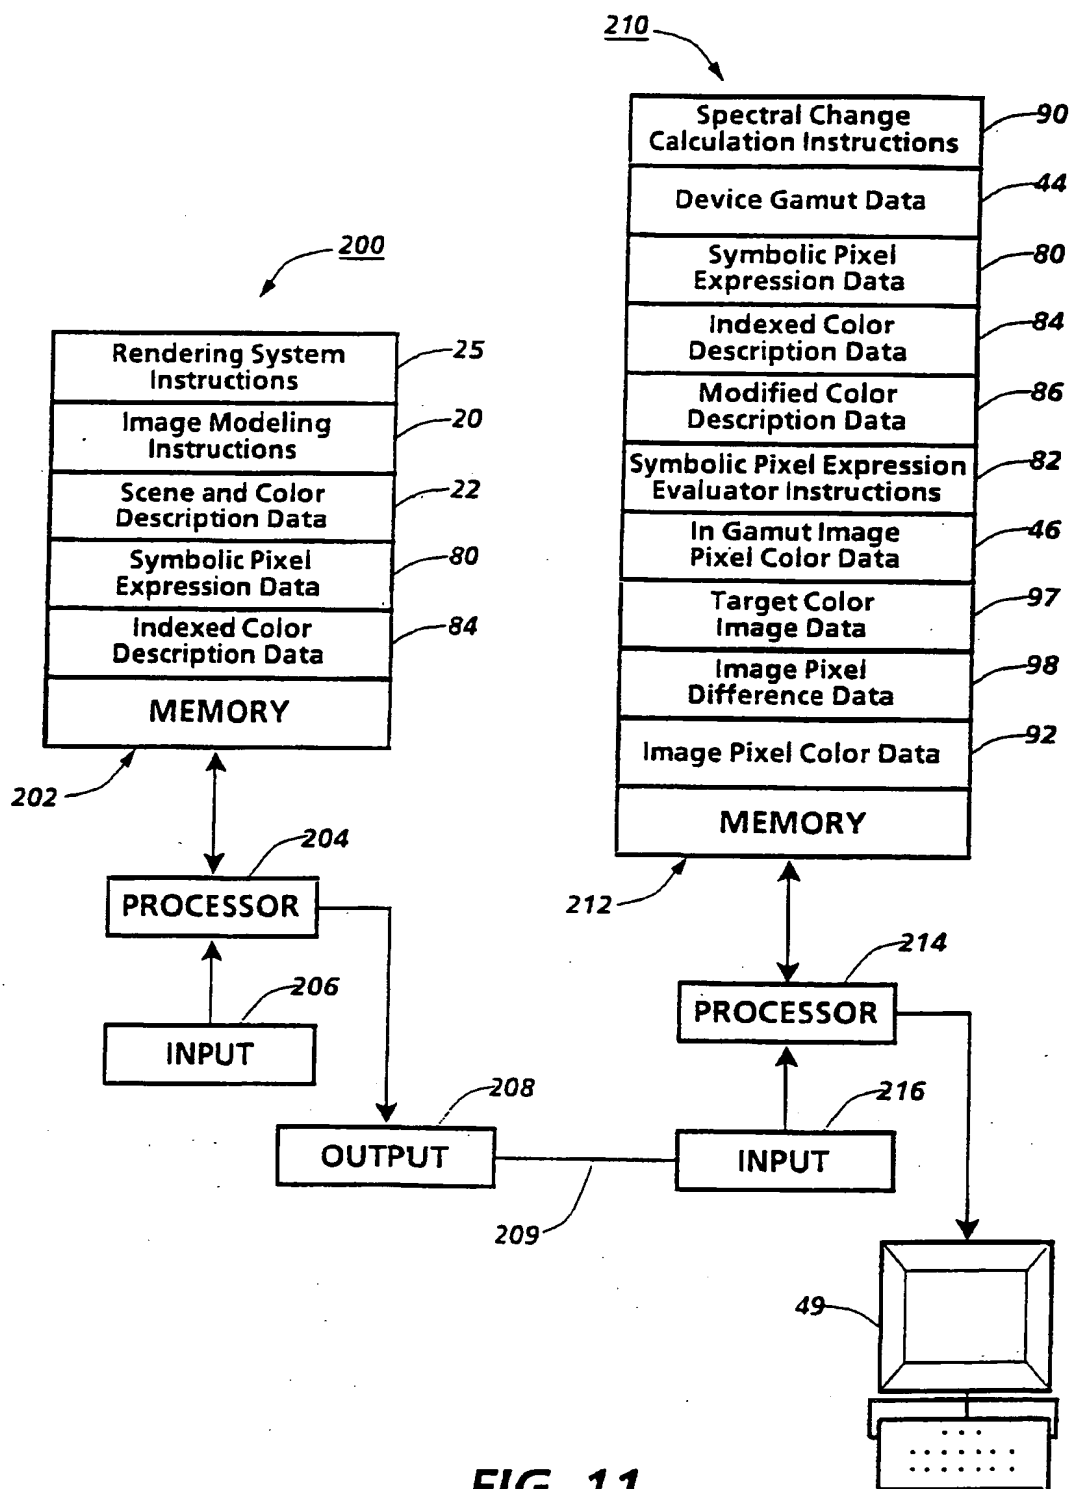 210
Spectral Change
Calculation Instructions
90
Device Gamut Data
44
Symbolic Pixel
Expression Data
80
Indexed Color
Description Data
84
Modified Color
Description Data
86
Symbolic Pixel Expression
Evaluator Instructions
82
In Gamut Image
Pixel Color Data
46
Target Color
Image Data
97
Image Pixel
Difference Data
98
Image Pixel Color Data
92
MEMORY
212
200
Rendering System
Instructions
25
Image Modeling
Instructions
20
Scene and Color
Description Data
22
Symbolic Pixel
Expression Data
80
Indexed Color
Description Data
84
MEMORY
202
204
PROCESSOR
206
INPUT
208
OUTPUT
209
214
PROCESSOR
216
INPUT
49
FIG. 11